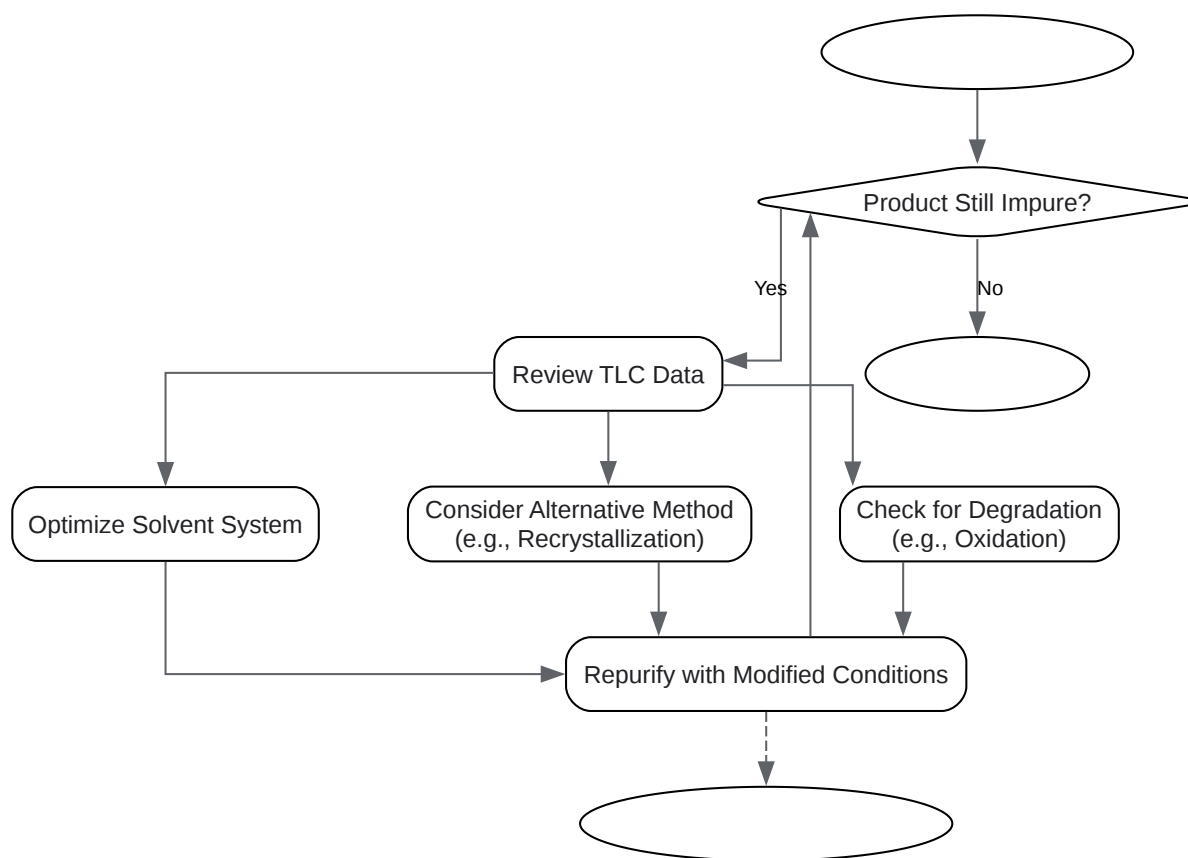 Product Still Impure?
Yes
No
Review TLC Data
Optimize Solvent System
Consider Alternative Method
(e.g., Recrystallization)
Check for Degradation
(e.g., Oxidation)
Repurify with Modified Conditions